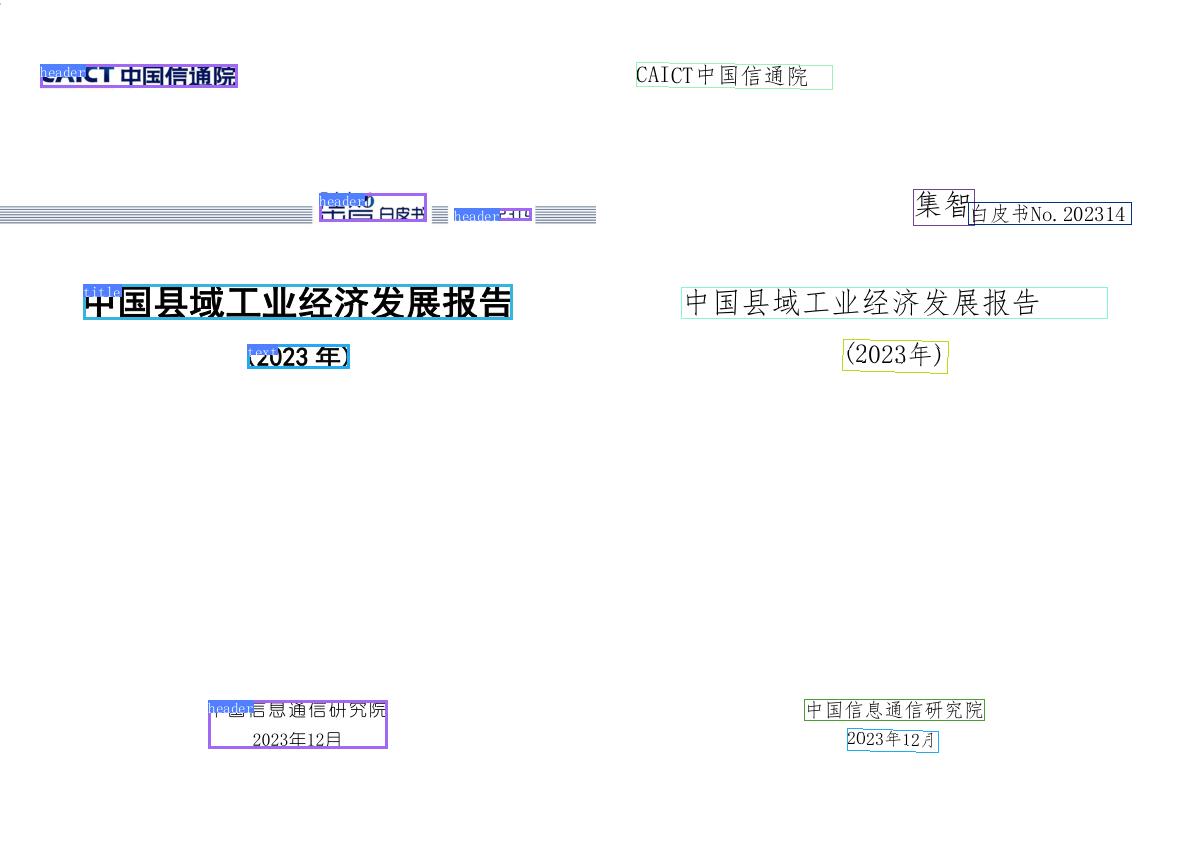 header
CAICT 中国信通院
header
白皮书
header
title
中国县域工业经济发展报告
text
(2023 年)
header
中国信息通信研究院
2023年12月
CAICT中国信通院
集智
白皮书No.202314
中国县域工业经济发展报告
(2023年)
中国信息通信研究院
2023年12月